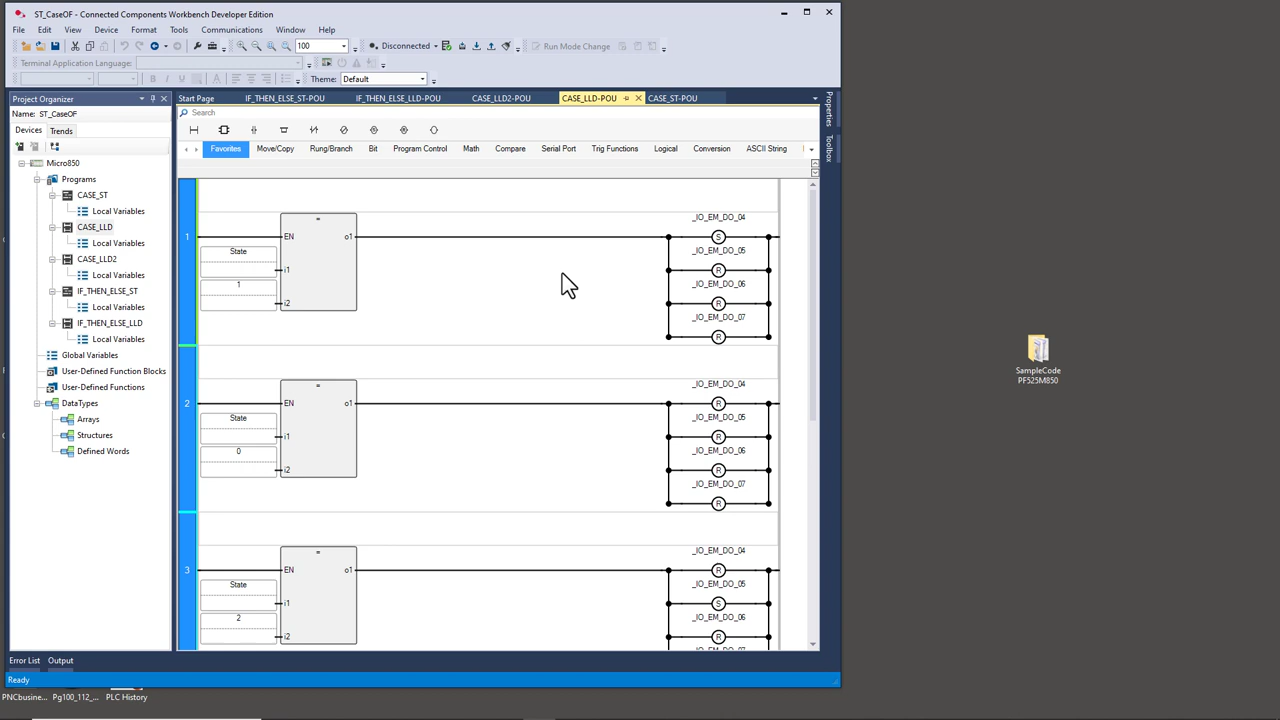 ST_CaseOF - Connected Components Workbench Developer Edition
File Edit View Device Format Tools Communications Window Help
100 Disconnected Run Mode Change
Terminal Application Language:
Theme: Default
Project Organizer
Name: ST_CaseOF
Devices Trends
Micro850
Programs
CASE_ST
Local Variables
CASE_LLD
Local Variables
CASE_LLD2
Local Variables
IF_THEN_ELSE_ST
Local Variables
IF_THEN_ELSE_LLD
Local Variables
Global Variables
User-Defined Function Blocks
User-Defined Functions
DataTypes
Arrays
Structures
Defined Words
Start Page IF_THEN_ELSE_ST-POU IF_THEN_ELSE_LLD-POU CASE_LLD2-POU CASE_LLD-POU CASE_ST-POU
Search
Favorites Move/Copy Rung/Branch Bit Program Control Math Compare Serial Port Trig Functions Logical Conversion ASCII String
1
=
EN o1
State
i1
1
i2
_IO_EM_DO_04
S
_IO_EM_DO_05
R
_IO_EM_DO_06
R
_IO_EM_DO_07
R
2
=
EN o1
State
i1
0
i2
_IO_EM_DO_04
R
_IO_EM_DO_05
R
_IO_EM_DO_06
R
_IO_EM_DO_07
R
3
=
EN o1
State
i1
2
i2
_IO_EM_DO_04
R
_IO_EM_DO_05
S
_IO_EM_DO_06
R
Properties
Toolbox
Error List Output
Ready
SampleCode
PF525M850
PNCbusine... Pg100_112_... PLC History